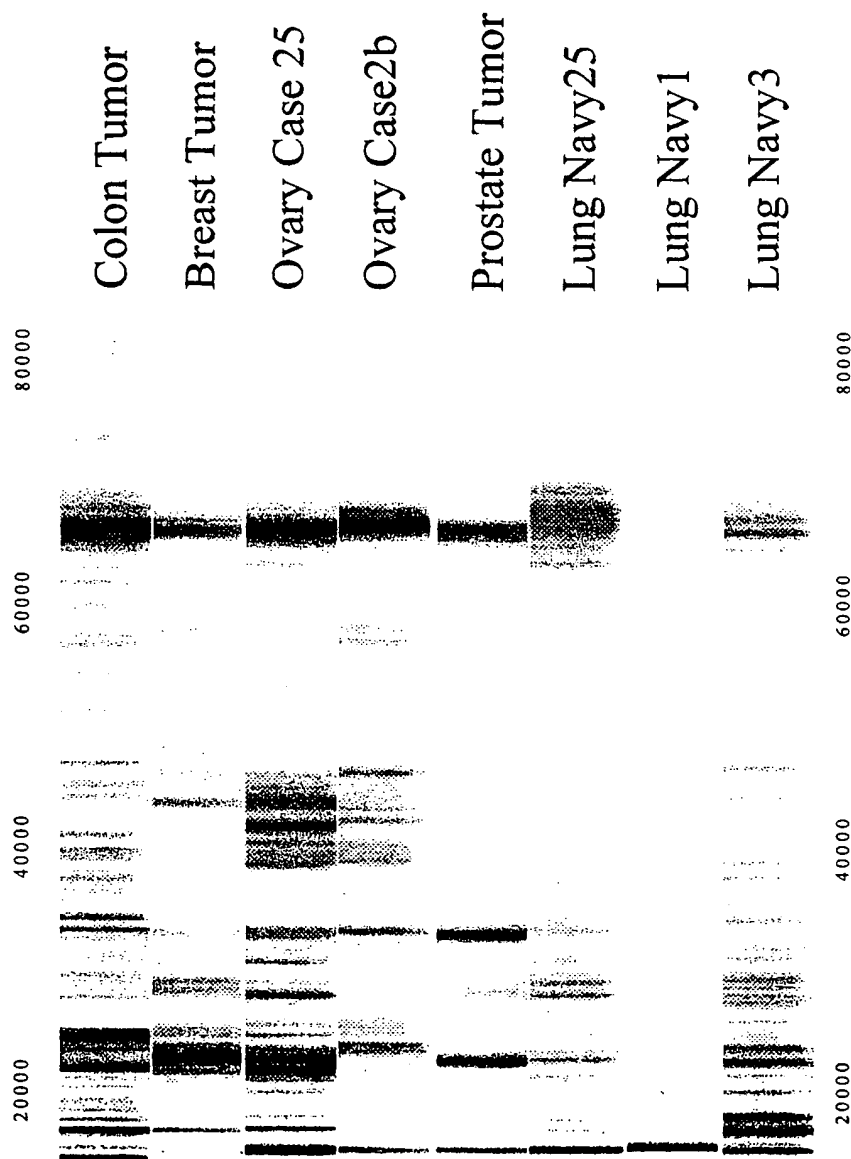 Colon Tumor
Breast Tumor
Ovary Case 25
Ovary Case2b
Prostate Tumor
Lung Navy25
Lung Navy1
Lung Navy3
80000
80000
60000
60000
40000
40000
20000
20000